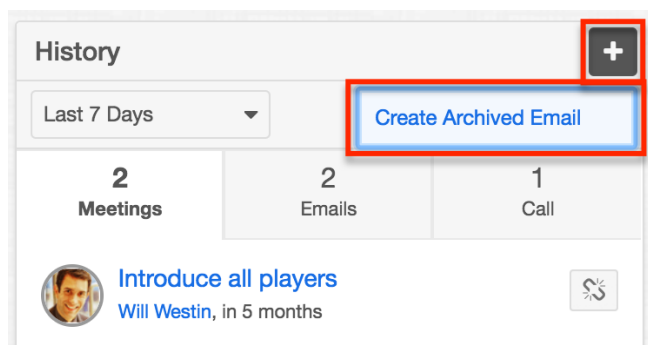 History
+
Last 7 Days
Create Archived Email
2
Meetings
2
Emails
1
Call
Introduce all players
Will Westin, in 5 months